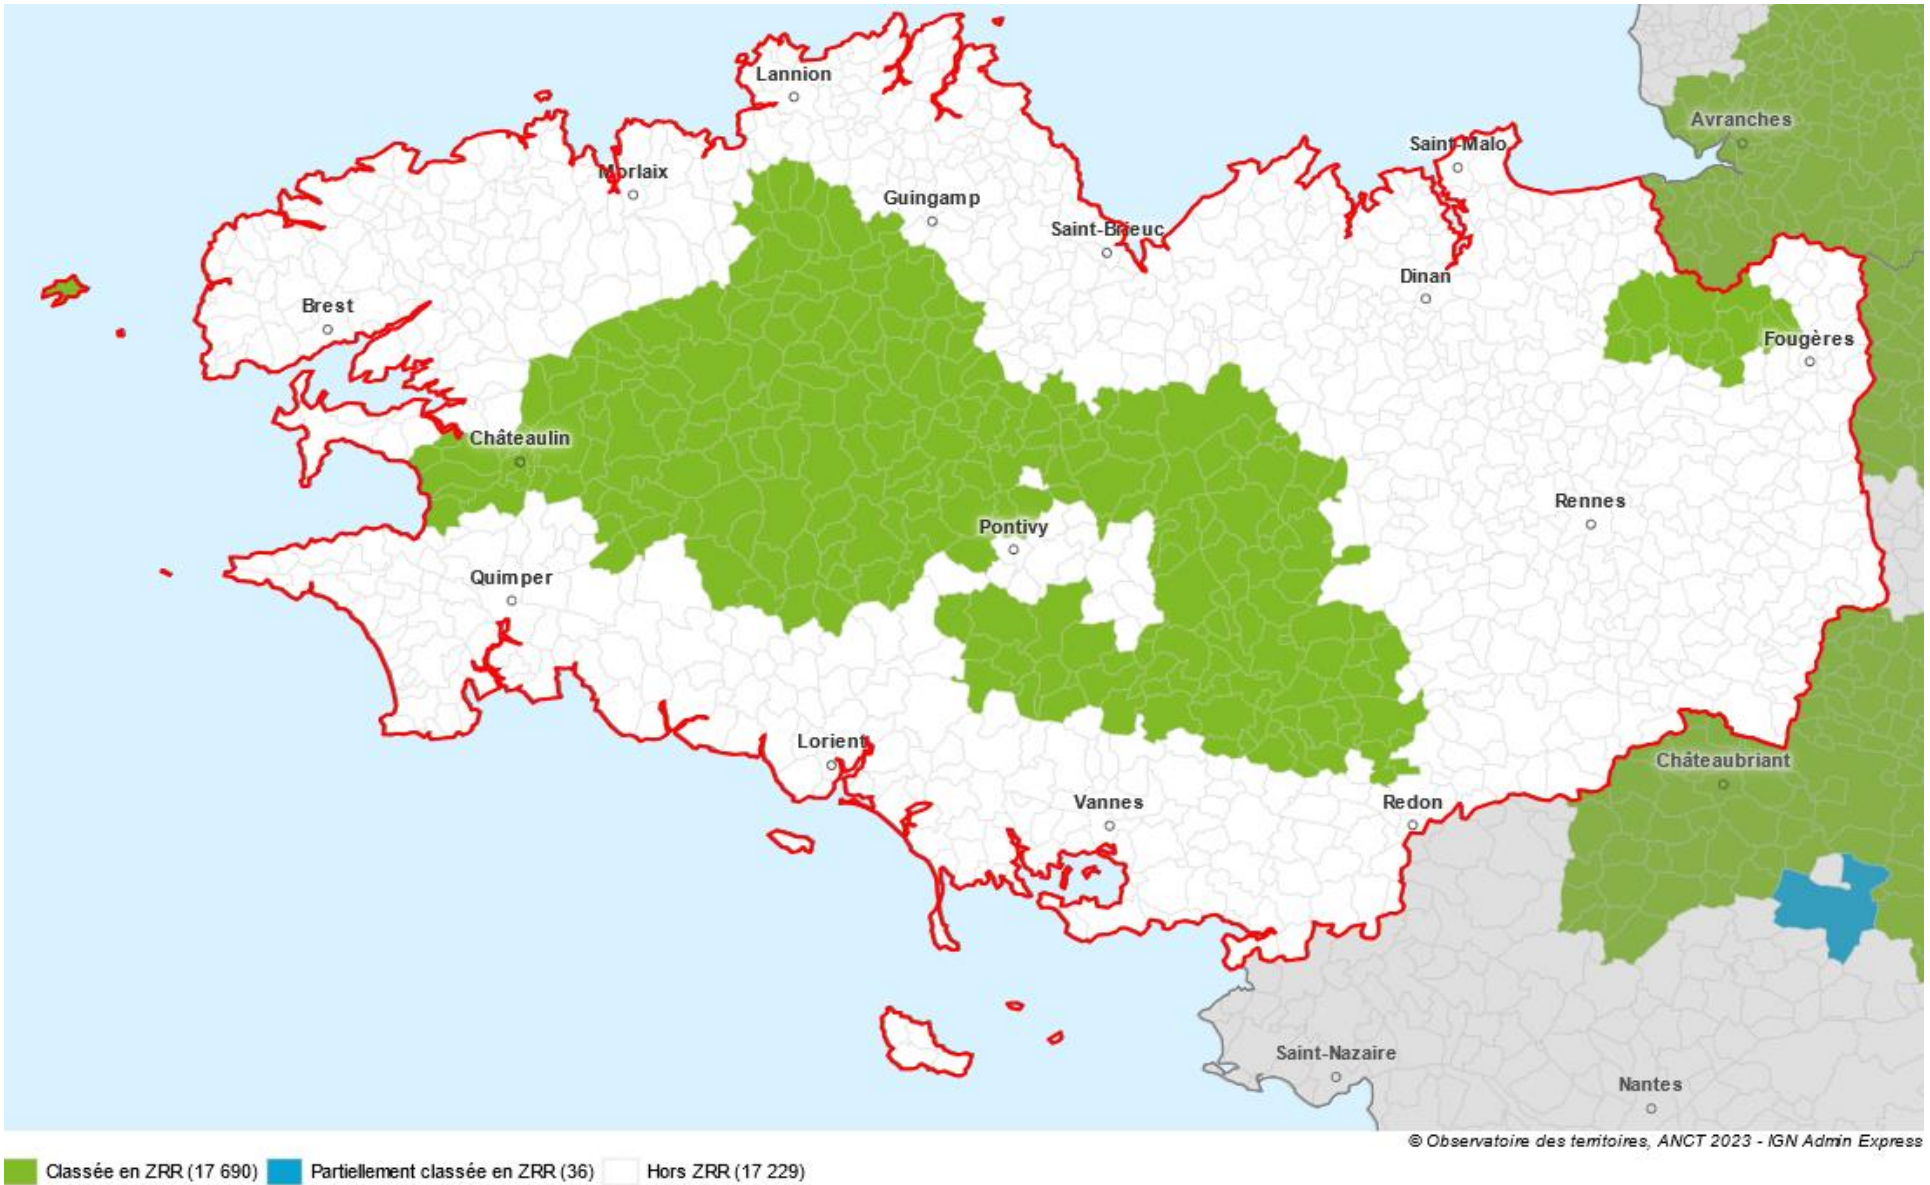 Lannion
Avranches
Saint-Malo
Morlaix
Guingamp
Saint-Brieuc
Dinan
Brest
Fougères
Châteaulin
Rennes
Pontivy
Quimper
Lorient
Châteaubriant
Vannes
Redon
Saint-Nazaire
Nantes
© Observatoire des territoires, ANCT 2023 - IGN Admin Express
Classée en ZRR (17 690) Partiellement classée en ZRR (36) Hors ZRR (17 229)